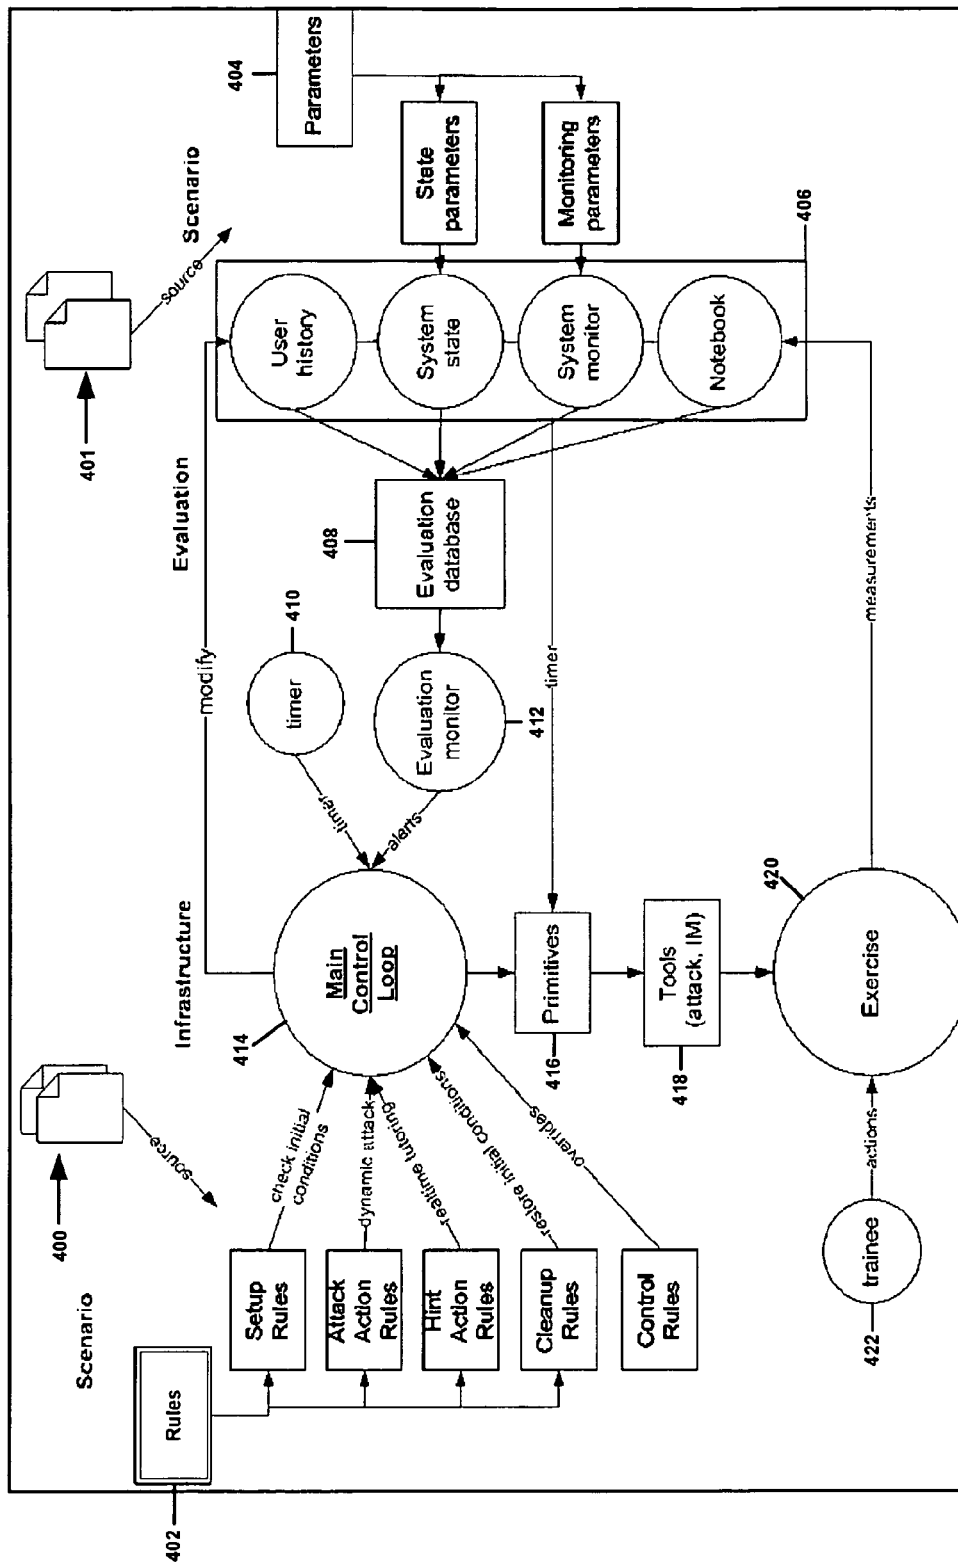 400
401
Scenario
Infrastructure
Evaluation
Scenario
402
Rules
source
source
404
Parameters
Setup
Rules
Attack
Action
Rules
Hint
Action
Rules
Cleanup
Rules
Control
Rules
check initial
conditions
dynamic attack
realtime tutoring
restore initial conditions
overrides
414
Main
Control
Loop
modify
timer
410
timer
alerts
Evaluation
monitor
412
408
Evaluation
database
User
history
System
state
System
monitor
Notebook
State
parameters
Monitoring
parameters
406
timer
Primitives
416
Tools
(attack, IM)
418
420
Exercise
measurements
trainee
actions
422